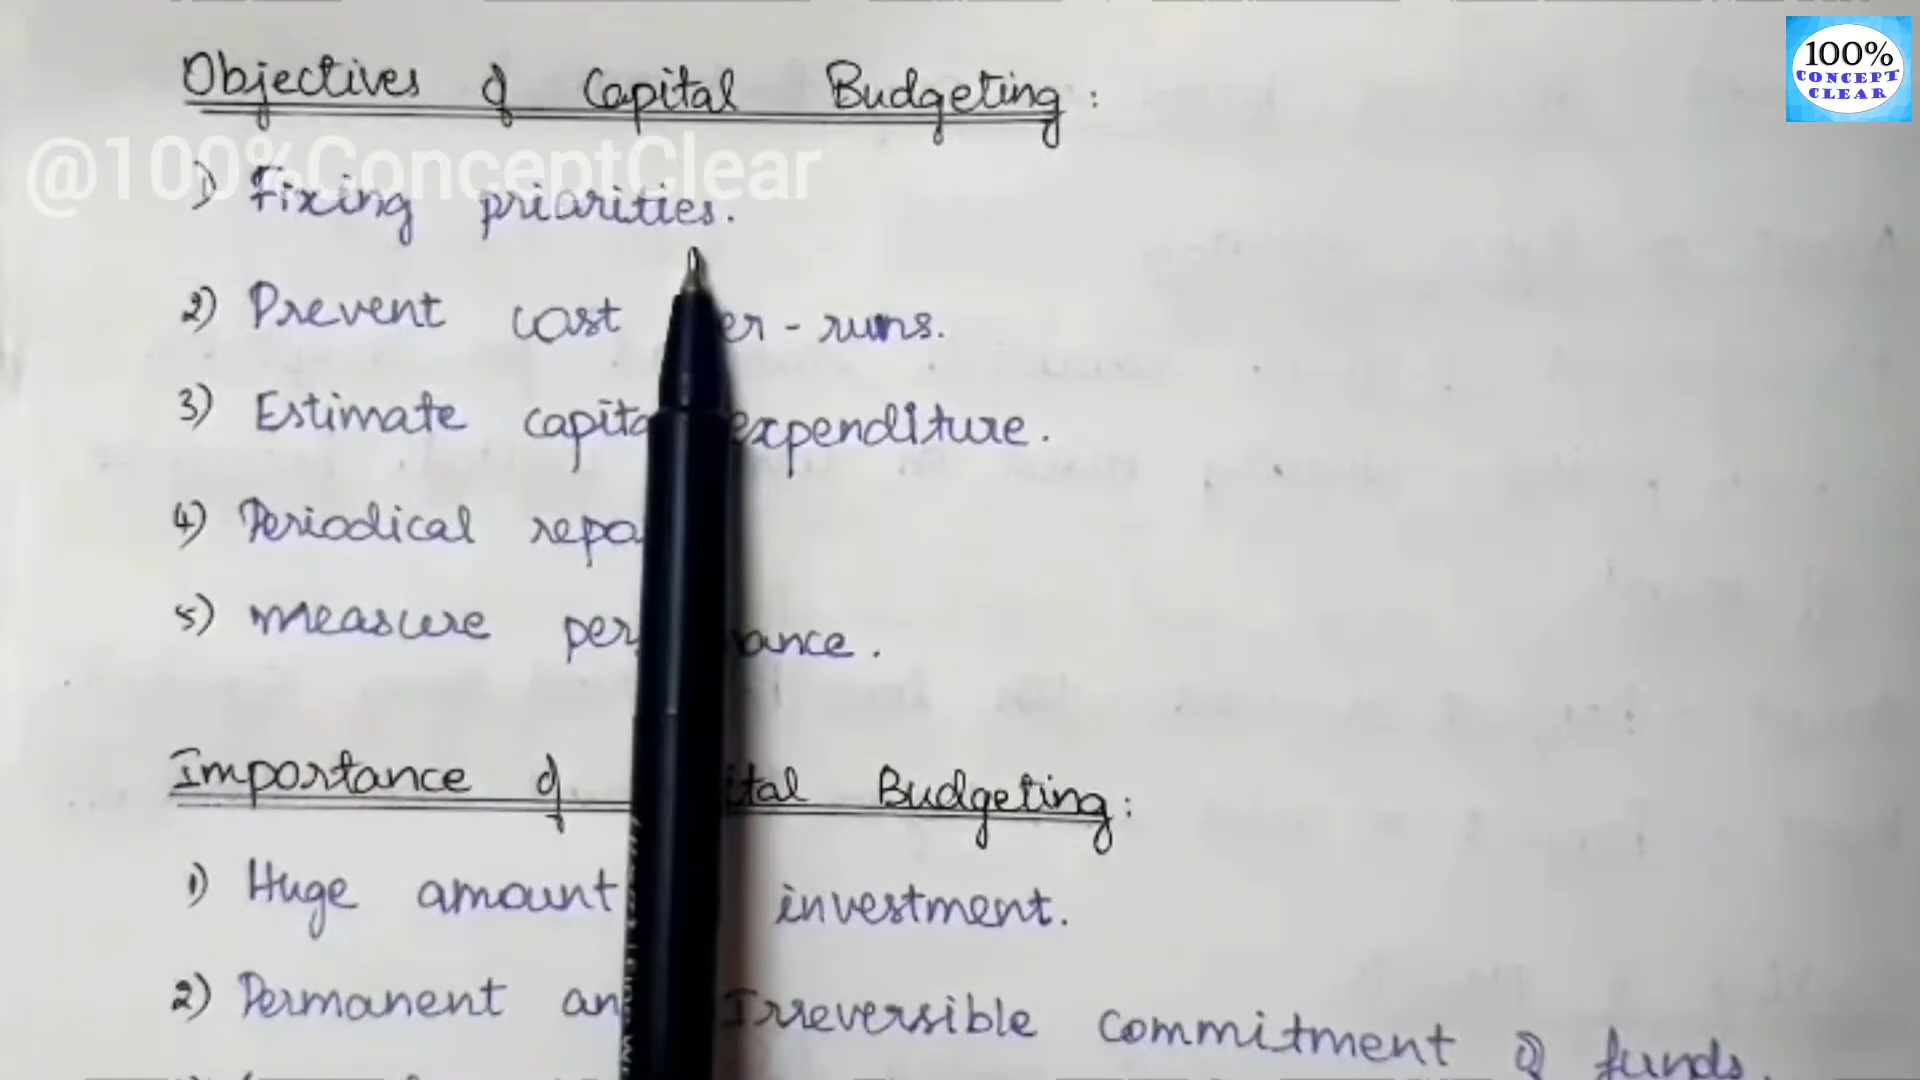 Objectives of Capital Budgeting:
@100%ConceptClear
1) Fixing priarities.
2) Prevent cost er-runs.
3) Estimate capita expenditure.
4) Periodical repo
5) measure per ance.
Importance of ital Budgeting:
1) Huge amount investment.
2) Permanent an Irreversible commitment of funds.
100%
CONCEPT
CLEAR